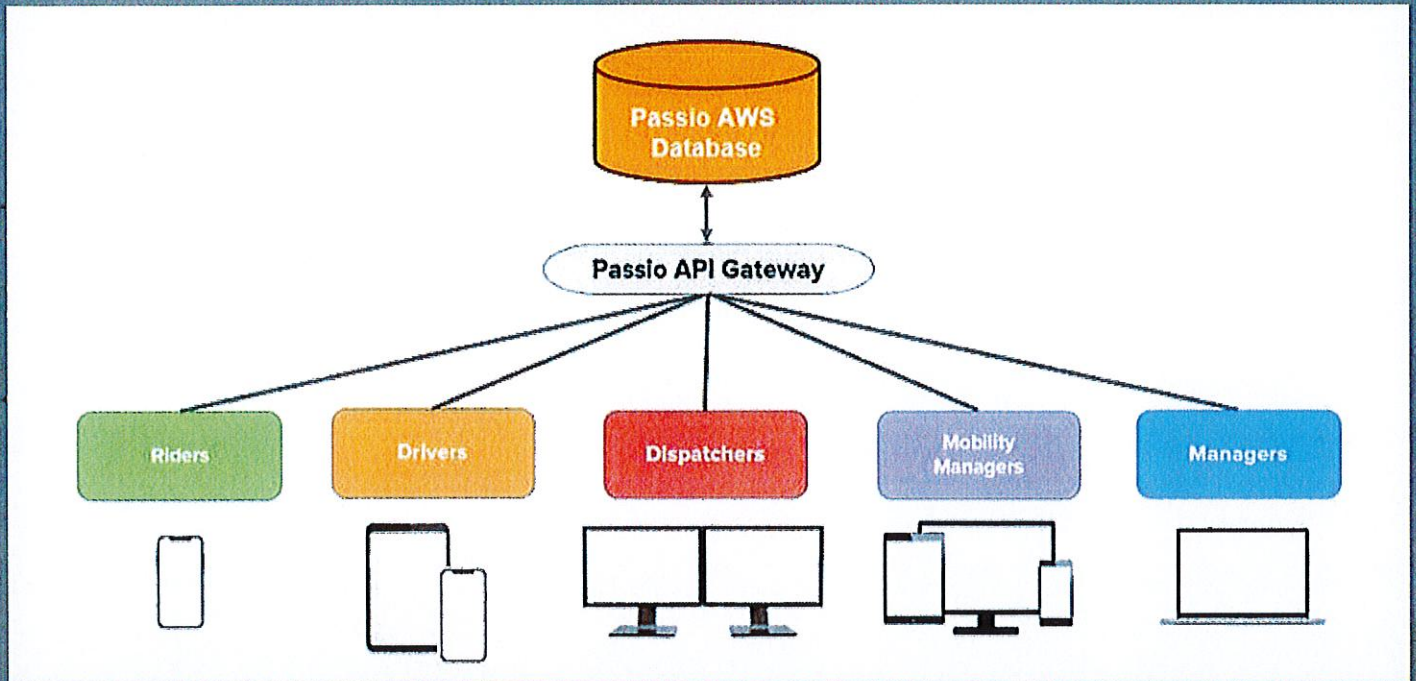 Passio AWS
Database
Passio API Gateway
Riders
Drivers
Dispatchers
Mobility
Managers
Managers